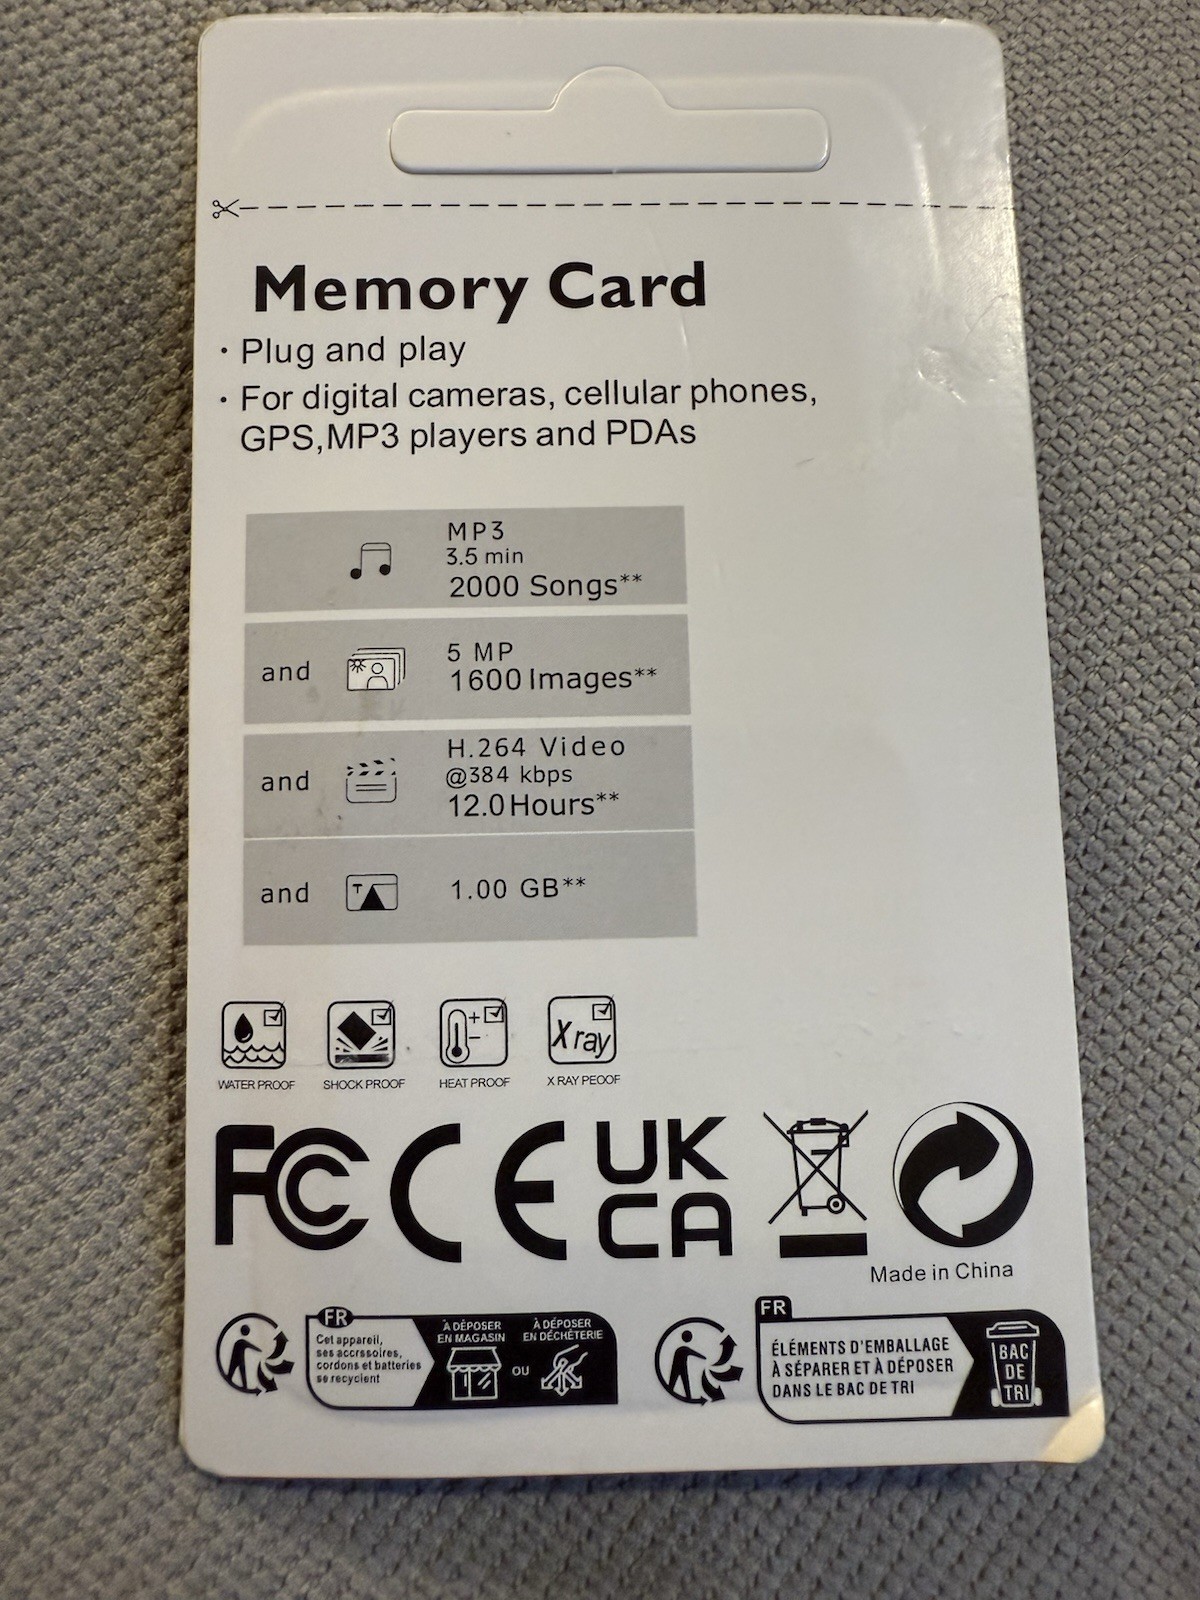 Memory Card
· Plug and play
· For digital cameras, cellular phones,
GPS,MP3 players and PDAs
MP3
3.5 min
2000 Songs**
and
5 MP
1600 Images**
and
H.264 Video
@384 kbps
12.0 Hours**
and
T
1.00 GB**
X ray
WATER PROOF
SHOCK PROOF
HEAT PROOF
X RAY PEOOF
FC CE
UK
CA
Made in China
FR
Cet appareil,
ses accrssoires,
cordons et batteries
se recyclent
À DÉPOSER
EN MAGASIN
OU
À DÉPOSER
EN DÉCHÈTERIE
FR
ÉLÉMENTS D'EMBALLAGE
À SÉPARER ET À DÉPOSER
DANS LE BAC DE TRI
BAC
DE
TRI